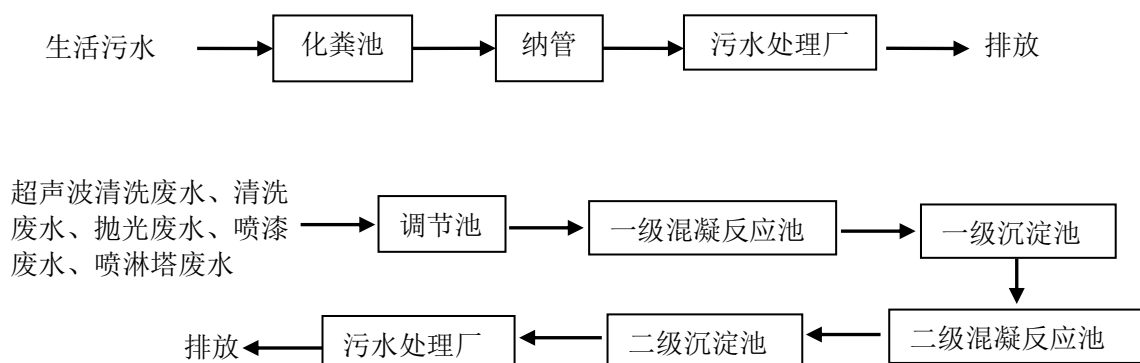 生活污水
化粪池
纳管
污水处理厂
排放
超声波清洗废水、清洗
废水、抛光废水、喷漆
废水、喷淋塔废水
调节池
一级混凝反应池
一级沉淀池
二级混凝反应池
二级沉淀池
污水处理厂
排放